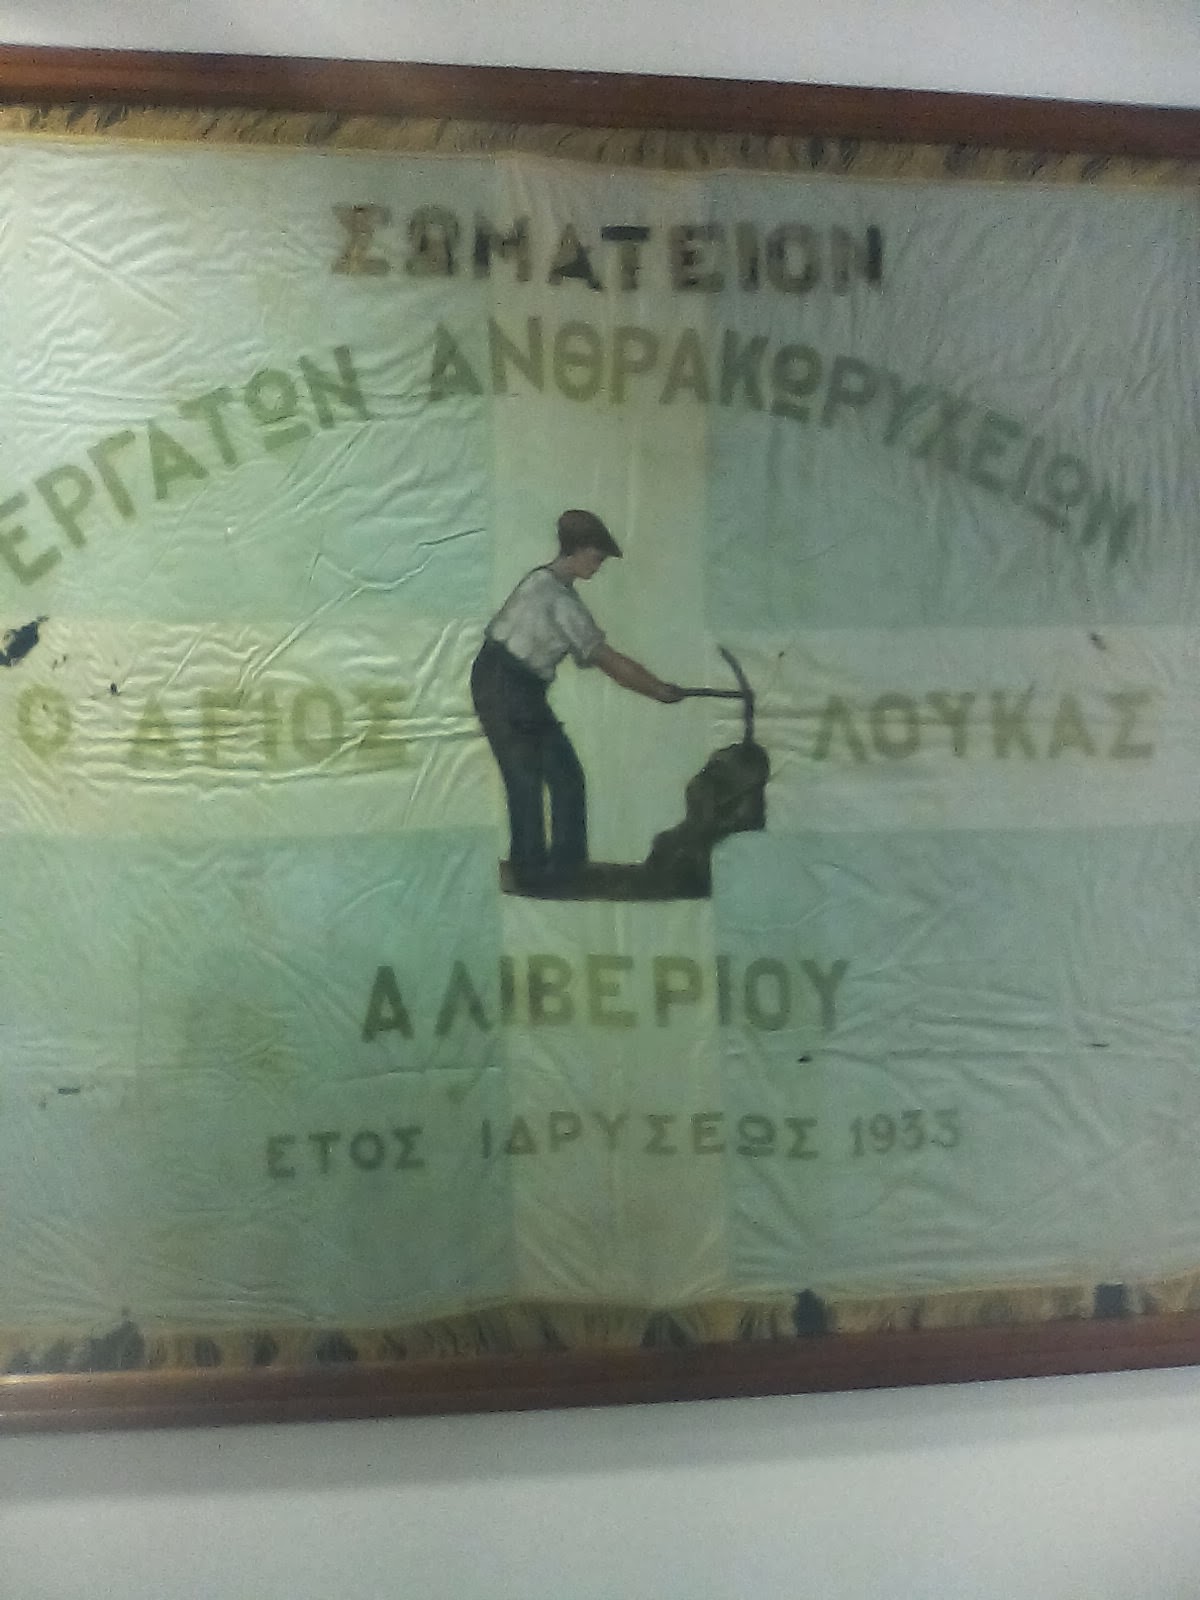 ΣΩΜΑΤΕΙΟΝ
ΕΡΓΑΤΩΝ ΑΝΘΡΑΚΩΡΥΧΕΙΩΝ
Ο ΑΓΙΟΣ ΛΟΥΚΑΣ
ΑΛΙΒΕΡΙΟΥ
ΕΤΟΣ ΙΔΡΥΣΕΩΣ 1933